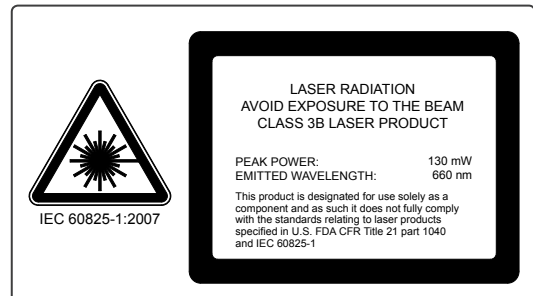 IEC 60825-1:2007
LASER RADIATION
AVOID EXPOSURE TO THE BEAM
CLASS 3B LASER PRODUCT
PEAK POWER: 130 mW
EMITTED WAVELENGTH: 660 nm
This product is designated for use solely as a
component and as such it does not fully comply
with the standards relating to laser products
specified in U.S. FDA CFR Title 21 part 1040
and IEC 60825-1